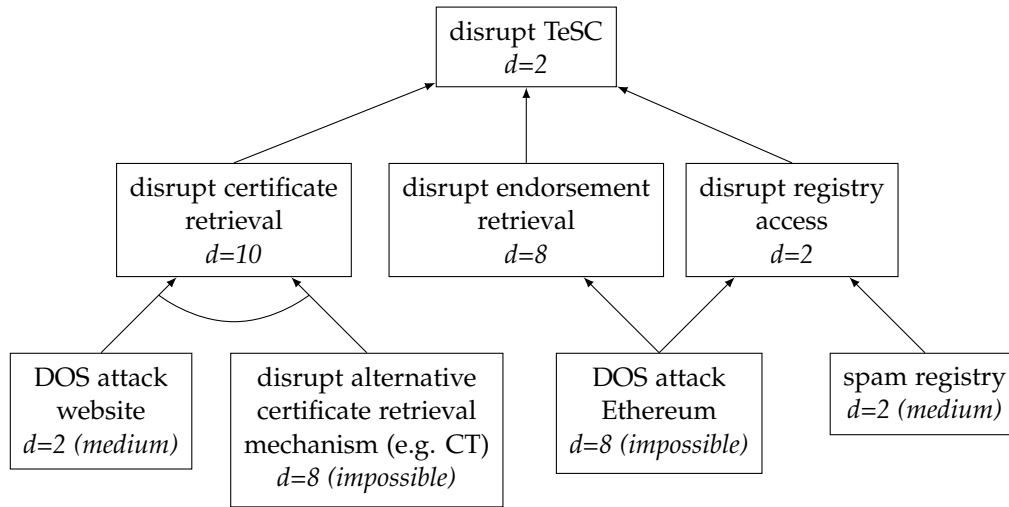 disrupt TeSC
d=2
disrupt certificate
retrieval
d=10
disrupt endorsement
retrieval
d=8
disrupt registry
access
d=2
DOS attack
website
d=2 (medium)
disrupt alternative
certificate retrieval
mechanism (e.g. CT)
d=8 (impossible)
DOS attack
Ethereum
d=8 (impossible)
spam registry
d=2 (medium)